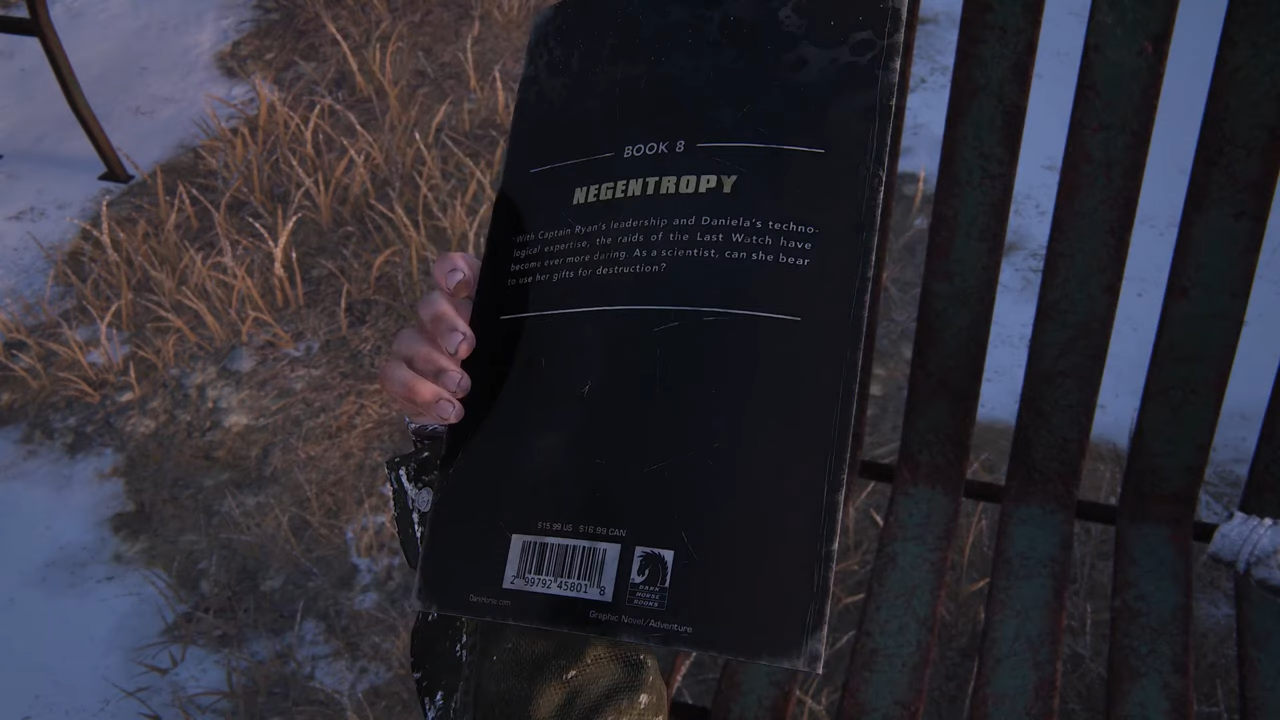 BOOK 8
NEGENTROPY
"With Captain Ryan's leadership and Daniela's techno-
logical expertise, the raids of the Last Watch have
become ever more daring. As a scientist, can she bear
to use her gifts for destruction?
$15.99 US $16.99 CAN
2 99792 45801 8
DARK
HORSE
BOOKS
DarkHorse.com
Graphic Novel/Adventure